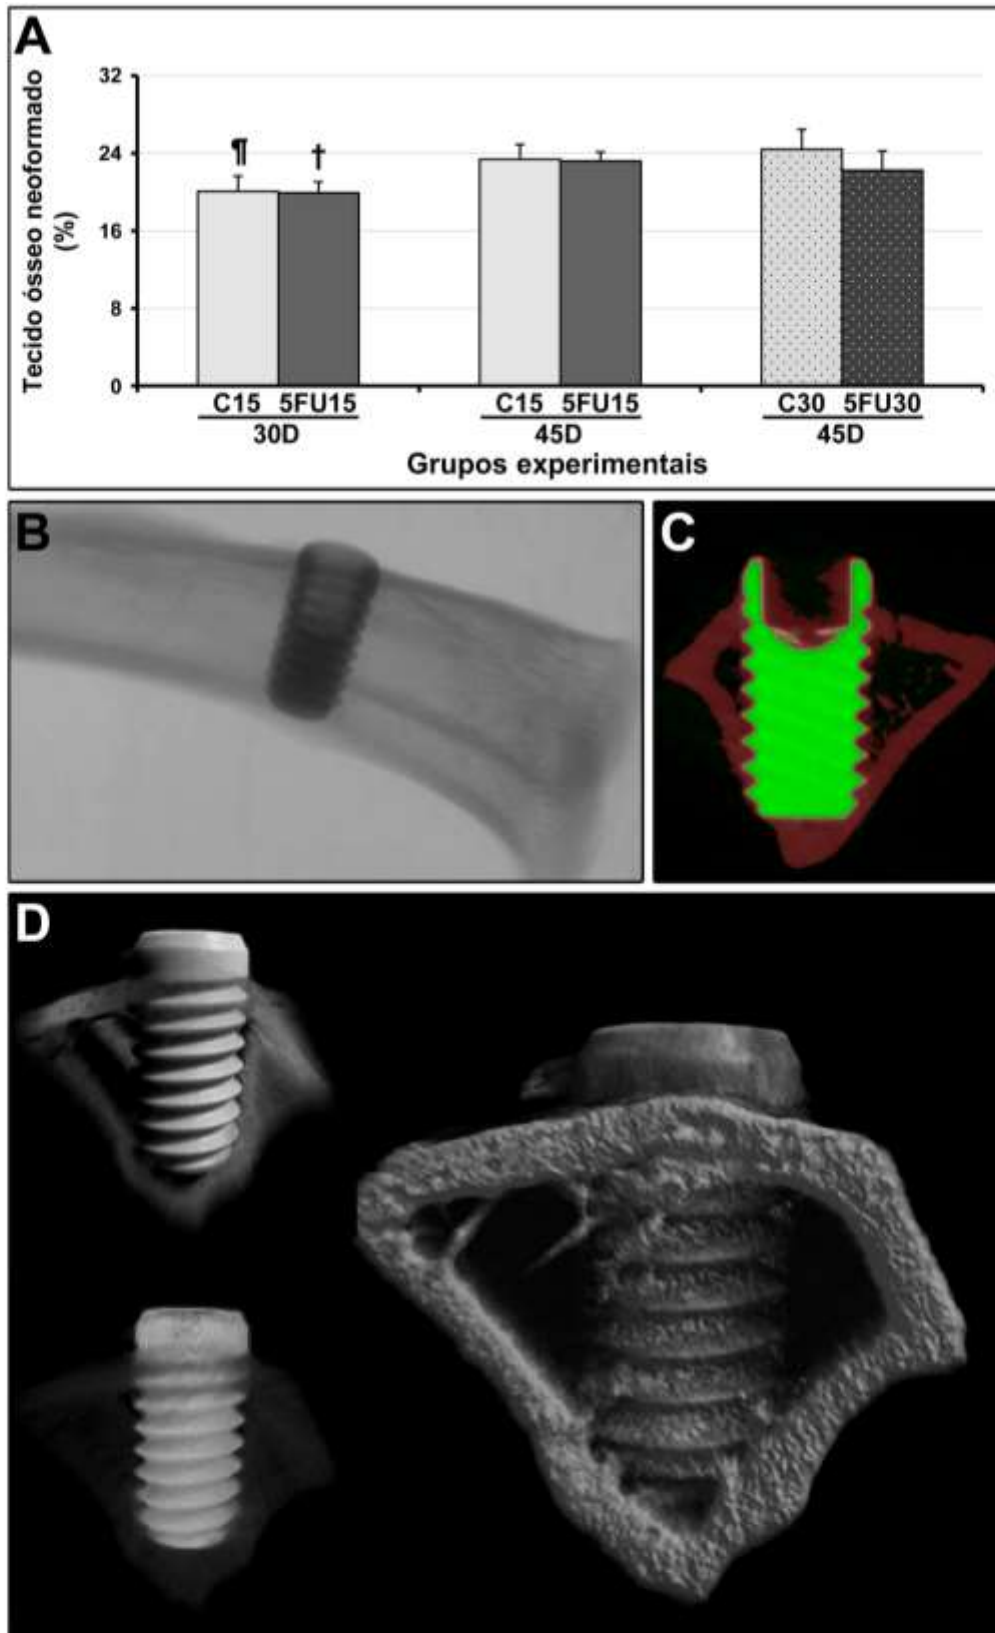 A
Tecido ósseo neoformado
(%)
32
24
16
8
0
¶ †
C15 5FU15 C15 5FU15 C30 5FU30
30D 45D 45D
Grupos experimentais
B
C
D